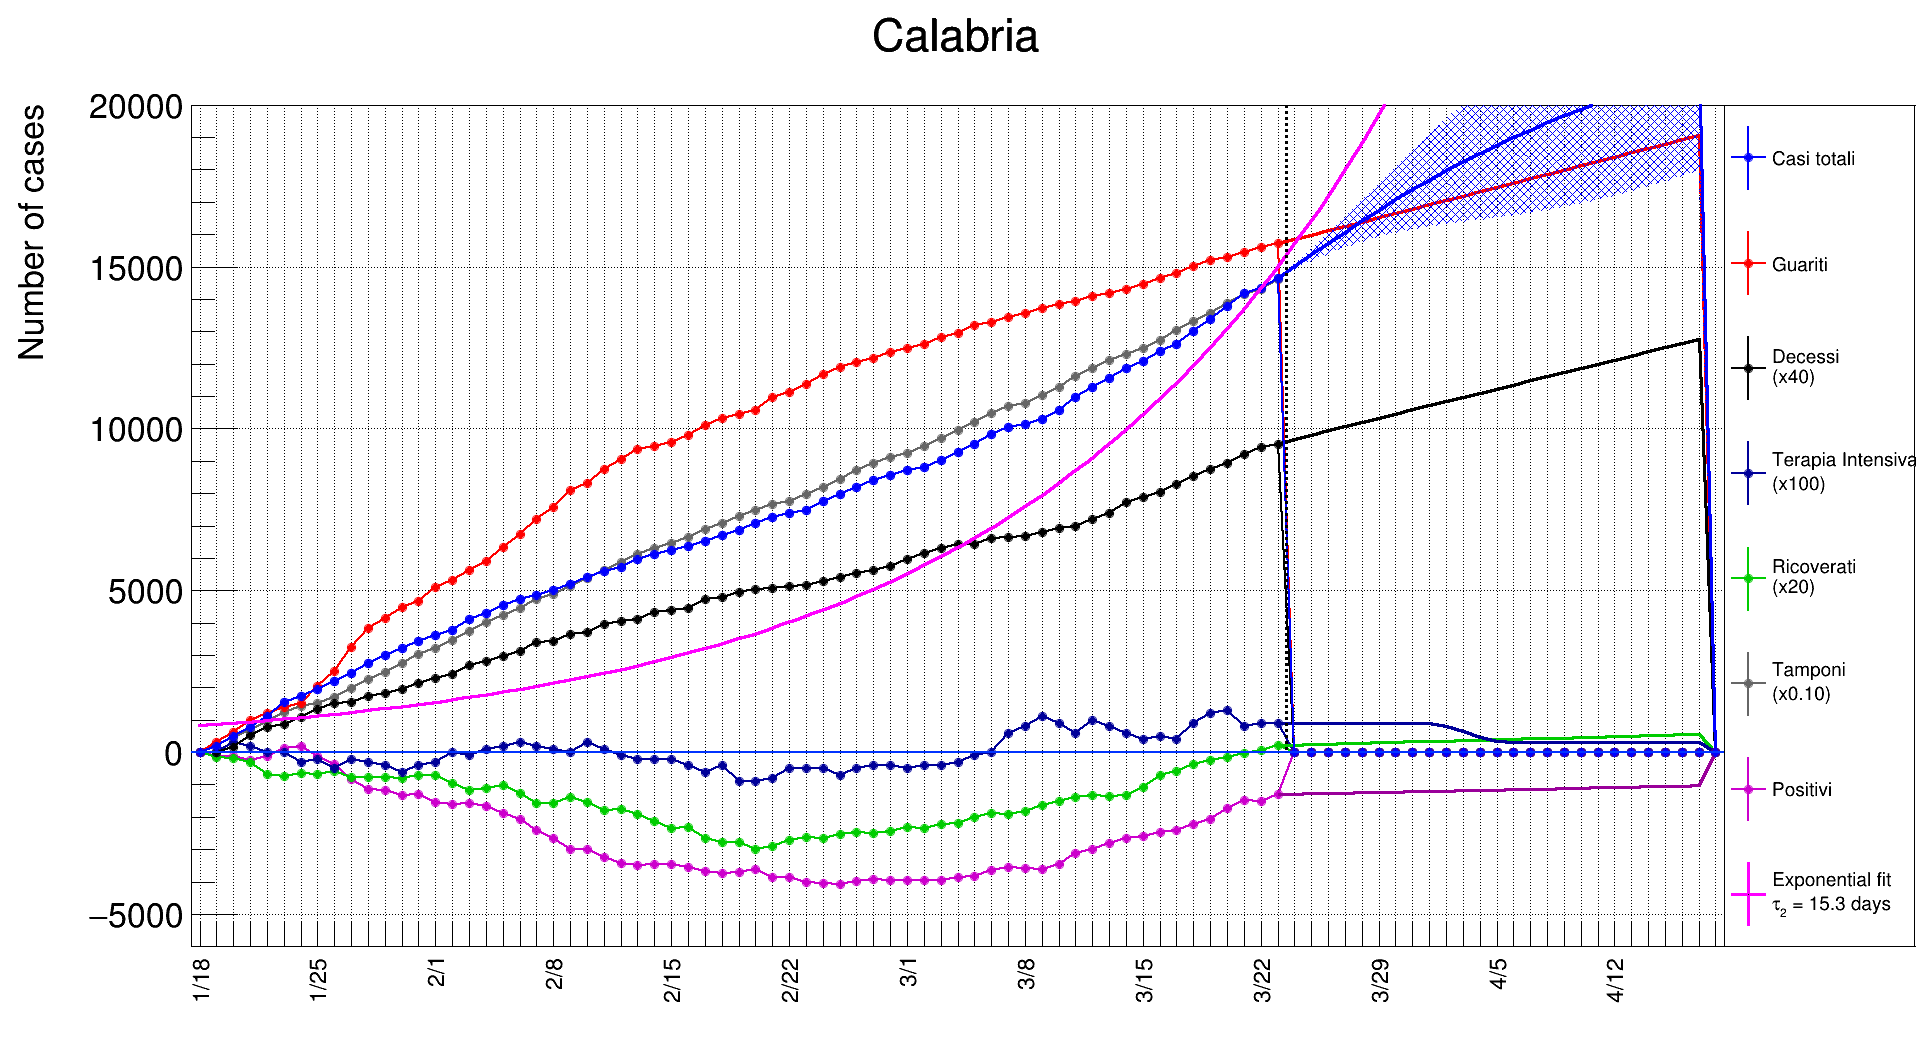 Calabria
Number of cases
20000
15000
10000
5000
0
−5000
1/18
1/25
2/1
2/8
2/15
2/22
3/1
3/8
3/15
3/22
3/29
4/5
4/12
Casi totali
Guariti
Decessi
(x40)
Terapia Intensiva
(x100)
Ricoverati
(x20)
Tamponi
(x0.10)
Positivi
Exponential fit
τ2 = 15.3 days